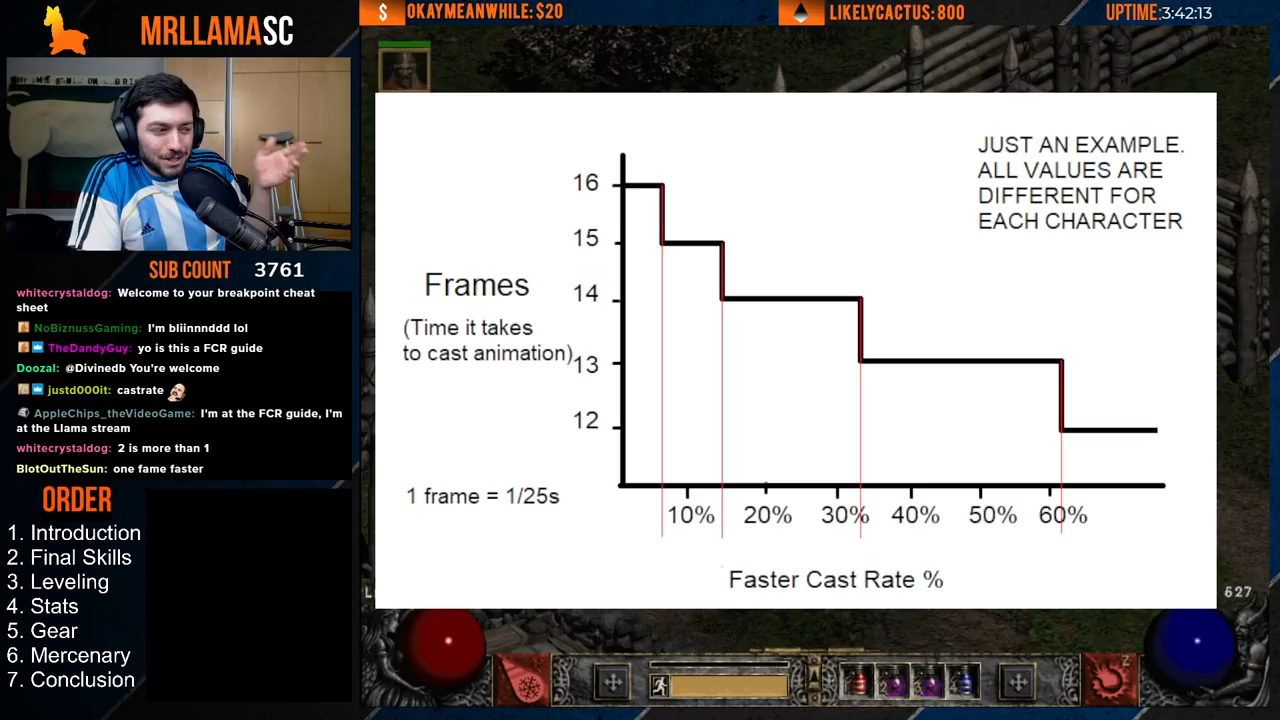 MRLLAMASC
$ OKAYMEANWHILE: $20
LIKELYCACTUS: 800
UPTIME:3:42:13
SUB COUNT 3761
whitecrystaldog: Welcome to your breakpoint cheat
sheet
NoBiznussGaming: I'm bliinnnddd lol
TheDandyGuy: yo is this a FCR guide
Doozal: @Divinedb You're welcome
justd000it: castrate
AppleChips_theVideoGame: I'm at the FCR guide, I'm
at the Llama stream
whitecrystaldog: 2 is more than 1
BlotOutTheSun: one fame faster
ORDER
1. Introduction
2. Final Skills
3. Leveling
4. Stats
5. Gear
6. Mercenary
7. Conclusion
JUST AN EXAMPLE.
ALL VALUES ARE
DIFFERENT FOR
EACH CHARACTER
Frames
(Time it takes
to cast animation)
16
15
14
13
12
1 frame = 1/25s
10% 20% 30% 40% 50% 60%
Faster Cast Rate %
627
Z